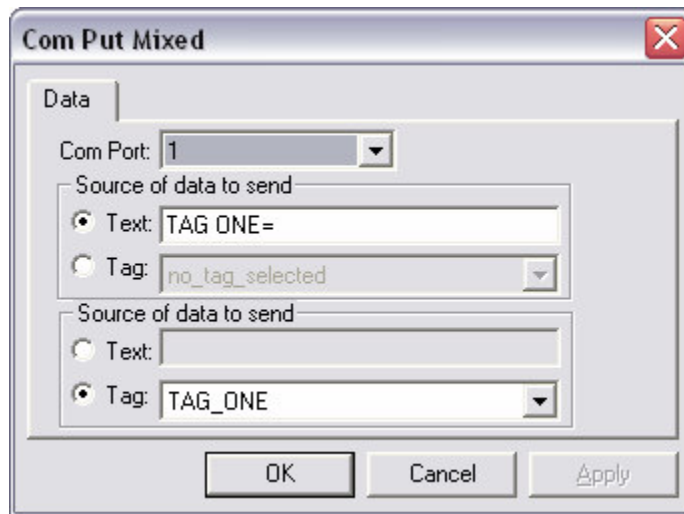 Com Put Mixed
Data
Com Port: 1
Source of data to send
Text: TAG ONE=
Tag: no_tag_selected
Source of data to send
Text:
Tag: TAG_ONE
OK Cancel Apply